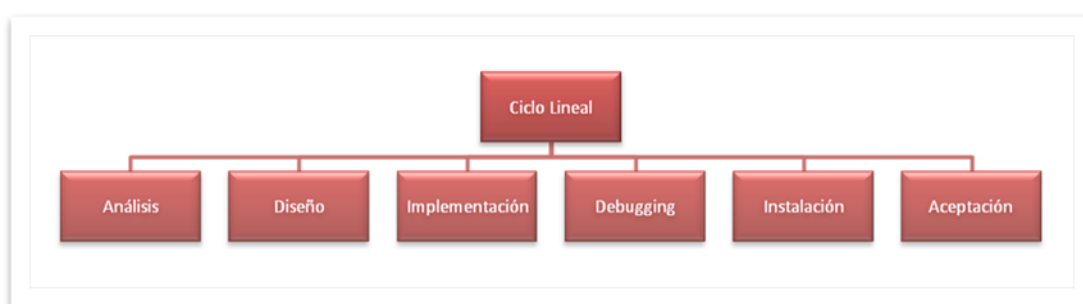 Ciclo Lineal
Análisis
Diseño
Implementación
Debugging
Instalación
Aceptación